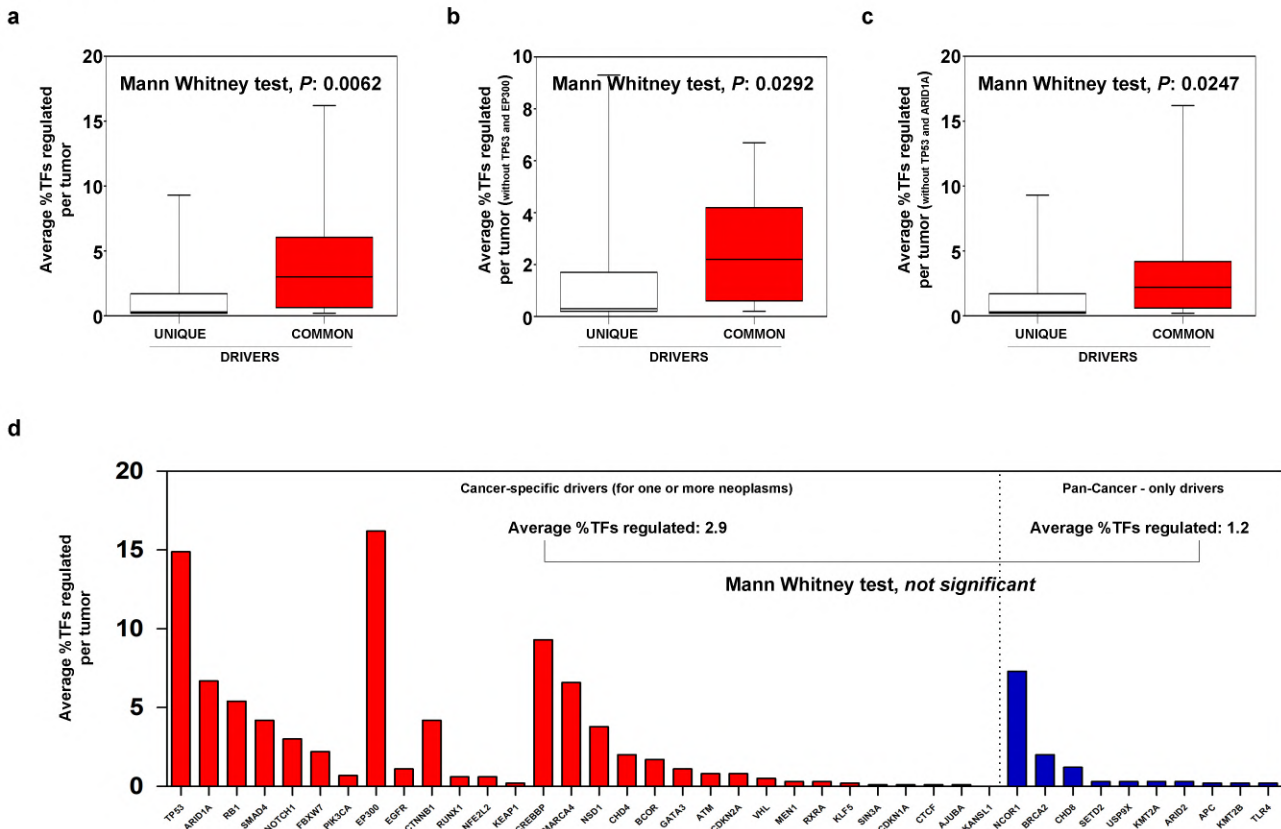 a
20
15
10
5
0
Average %TFs regulated
per tumor
Mann Whitney test, P: 0.0062
UNIQUE COMMON
DRIVERS
b
10
8
6
4
2
0
Average %TFs regulated
per tumor (without TP53 and EP300)
Mann Whitney test, P: 0.0292
UNIQUE COMMON
DRIVERS
c
20
15
10
5
0
Average %TFs regulated
per tumor (without TP53 and ARID1A)
Mann Whitney test, P: 0.0247
UNIQUE COMMON
DRIVERS
d
20
15
10
5
0
Average %TFs regulated
per tumor
Cancer-specific drivers (for one or more neoplasms)
Pan-Cancer - only drivers
Average %TFs regulated: 2.9
Average %TFs regulated: 1.2
Mann Whitney test, not significant
TP53
ARID1A
RB1
SMAD4
NOTCH1
FBXW7
PIK3CA
EP300
EGFR
CTNNB1
RUNX1
NFE2L2
KEAP1
CREBBP
SMARCA4
NSD1
CHD4
BCOR
GATA3
ATM
CDKN2A
VHL
MEN1
RXRA
KLF5
SIN3A
CDKN1A
CTCF
AJUBA
KANSL1
NCOR1
BRCA2
CHD8
SETD2
USP9X
KMT2A
ARID2
APC
KMT2B
TLR4